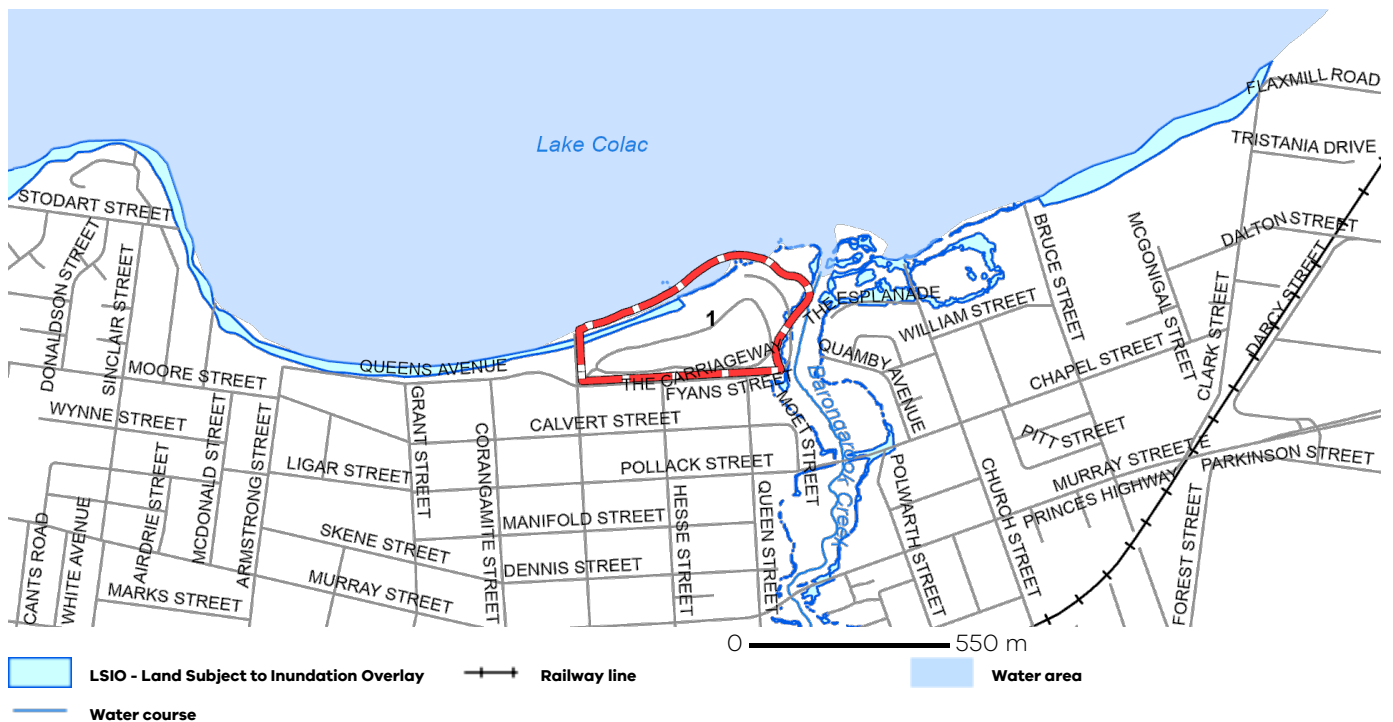 FLAXMILL ROAD
TRISTANIA DRIVE
Lake Colac
STODART STREET
DONALDSON STREET
SINCLAIR STREET
BRUCE STREET
MCGONIGAL STREET
DALTON STREET
CLARK STREET
DARCY STREET
THE ESPLANADE
WILLIAM STREET
1
QUAMBY AVENUE
CHAPEL STREET
QUEENS AVENUE
MOORE STREET
THE CARRIAGEWAY
FYANS STREET
Barongarook Creek
MOET STREET
WYNNE STREET
MCDONALD STREET
ARMSTRONG STREET
GRANT STREET
CORANGAMITE STREET
CALVERT STREET
PITT STREET
MURRAY STREET E
PARKINSON STREET
PRINCES HIGHWAY
LIGAR STREET
POLLACK STREET
HESSE STREET
QUEEN STREET
POLWARTH STREET
CHURCH STREET
FOREST STREET
CANTS ROAD
WHITE AVENUE
AIRDRIE STREET
SKENE STREET
MANIFOLD STREET
DENNIS STREET
MURRAY STREET
MARKS STREET
0 550 m
LSIO - Land Subject to Inundation Overlay
Railway line
Water area
Water course